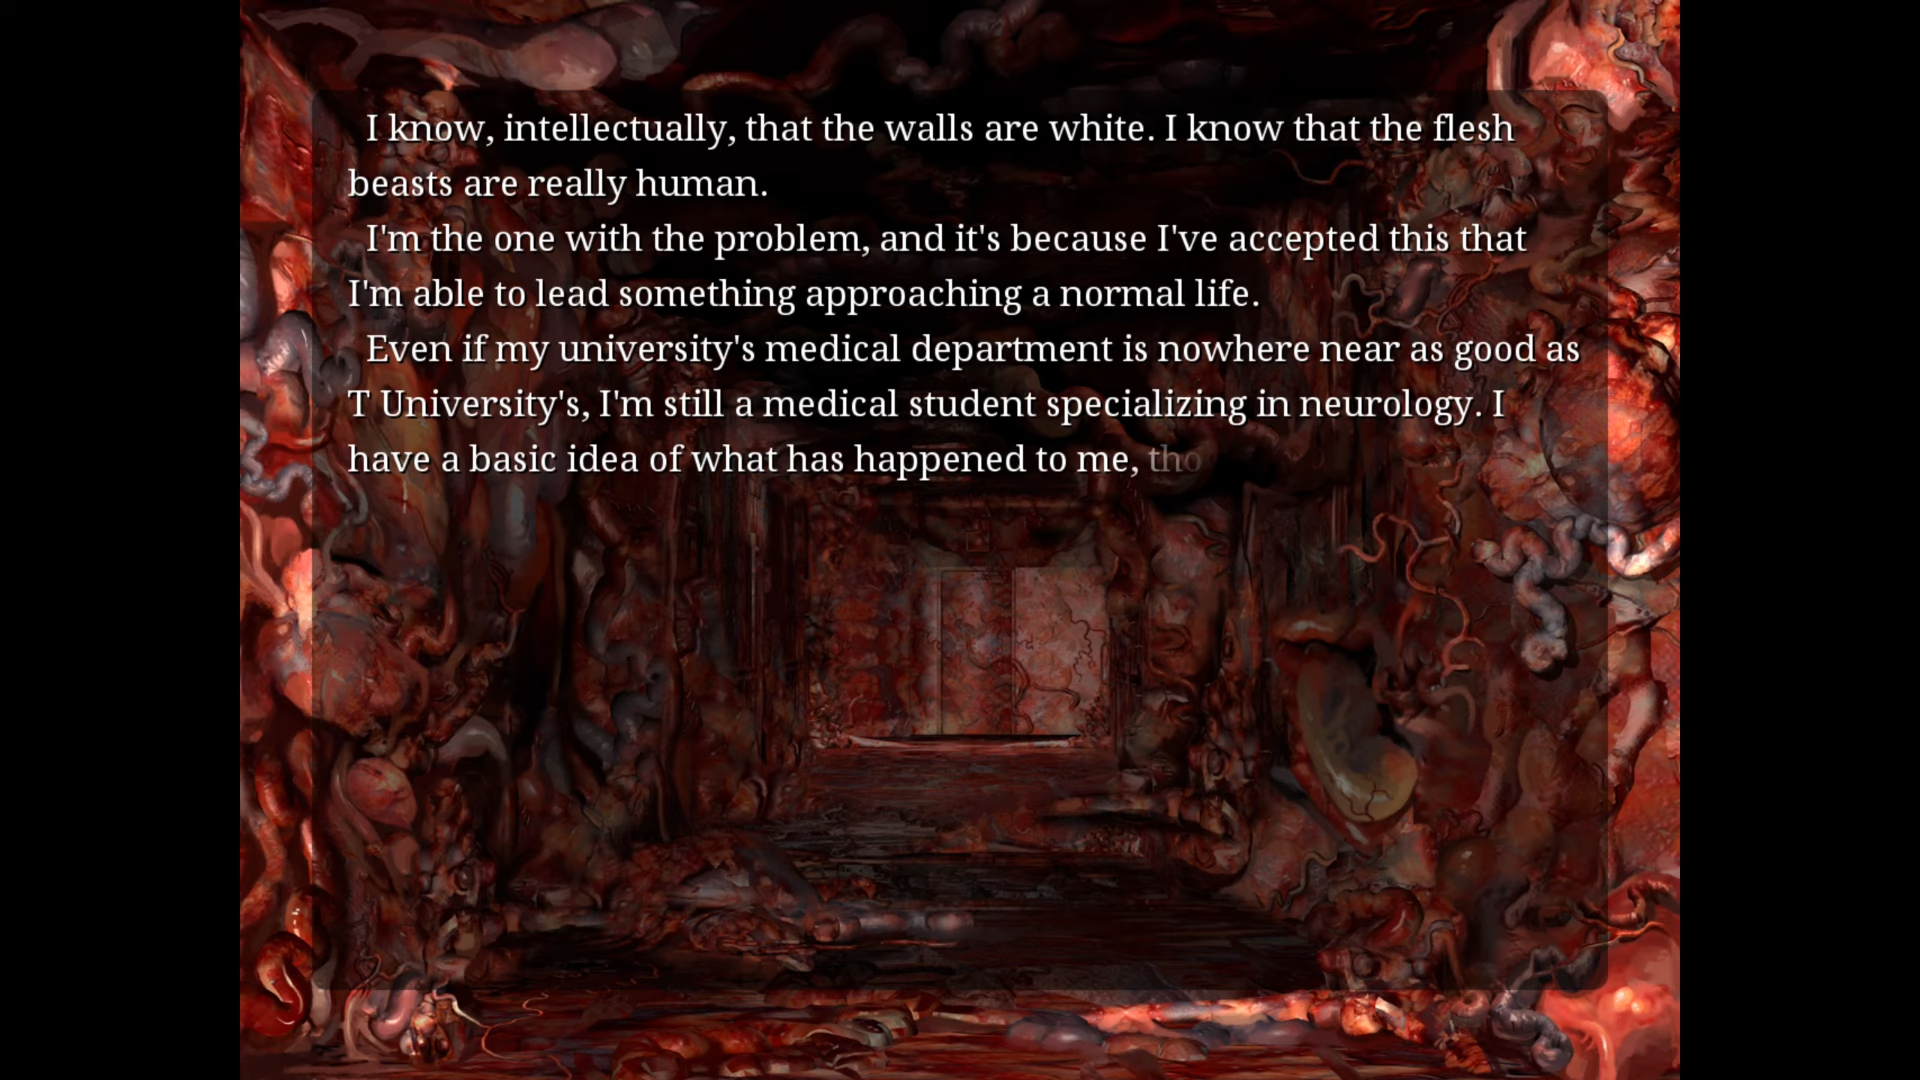 I know, intellectually, that the walls are white. I know that the flesh
beasts are really human.
I'm the one with the problem, and it's because I've accepted this that
I'm able to lead something approaching a normal life.
Even if my university's medical department is nowhere near as good as
T University's, I'm still a medical student specializing in neurology. I
have a basic idea of what has happened to me, tho